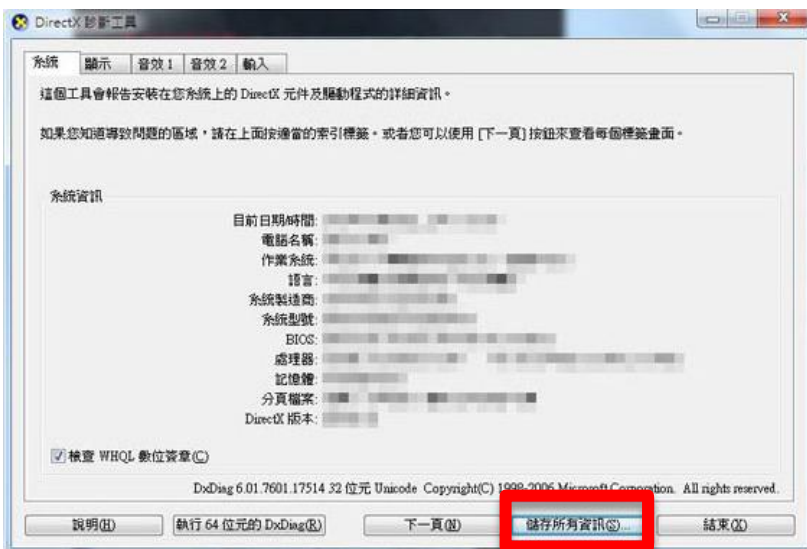 DirectX 診斷工具
系統 顯示 音效 1 音效 2 輸入
這個工具會報告安裝在您系統上的 DirectX 元件及驅動程式的詳細資訊。
如果您知道導致問題的區域，請在上面按適當的索引標籤。或者您可以使用 [下一頁] 按鈕來查看每個標籤畫面。
系統資訊
目前日期/時間:
電腦名稱:
作業系統:
語言:
系統製造商:
系統型號:
BIOS:
處理器:
記憶體:
分頁檔案:
DirectX 版本:
檢查 WHQL 數位簽章(C)
DxDiag 6.01.7601.17514 32 位元 Unicode Copyright(C) 1998-2006 Microsoft Corporation. All rights reserved.
說明(H) 執行 64 位元的 DxDiag(R) 下一頁(N) 儲存所有資訊(S)... 結束(X)